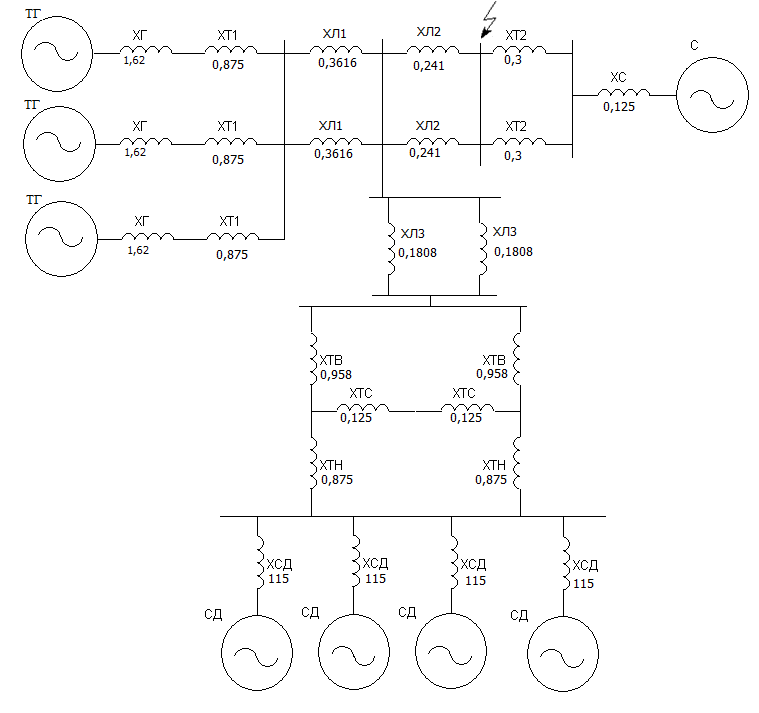 ТГ
ХГ
1,62
ХТ1
0,875
ХЛ1
0,3616
ХЛ2
0,241
ХТ2
0,3
С
ХС
0,125
ТГ
ХГ
1,62
ХТ1
0,875
ХЛ1
0,3616
ХЛ2
0,241
ХТ2
0,3
ТГ
ХГ
1,62
ХТ1
0,875
ХЛ3
0,1808
ХЛ3
0,1808
ХТВ
0,958
ХТВ
0,958
ХТС
0,125
ХТС
0,125
ХТН
0,875
ХТН
0,875
ХСД
115
ХСД
115
ХСД
115
ХСД
115
СД
СД
СД
СД